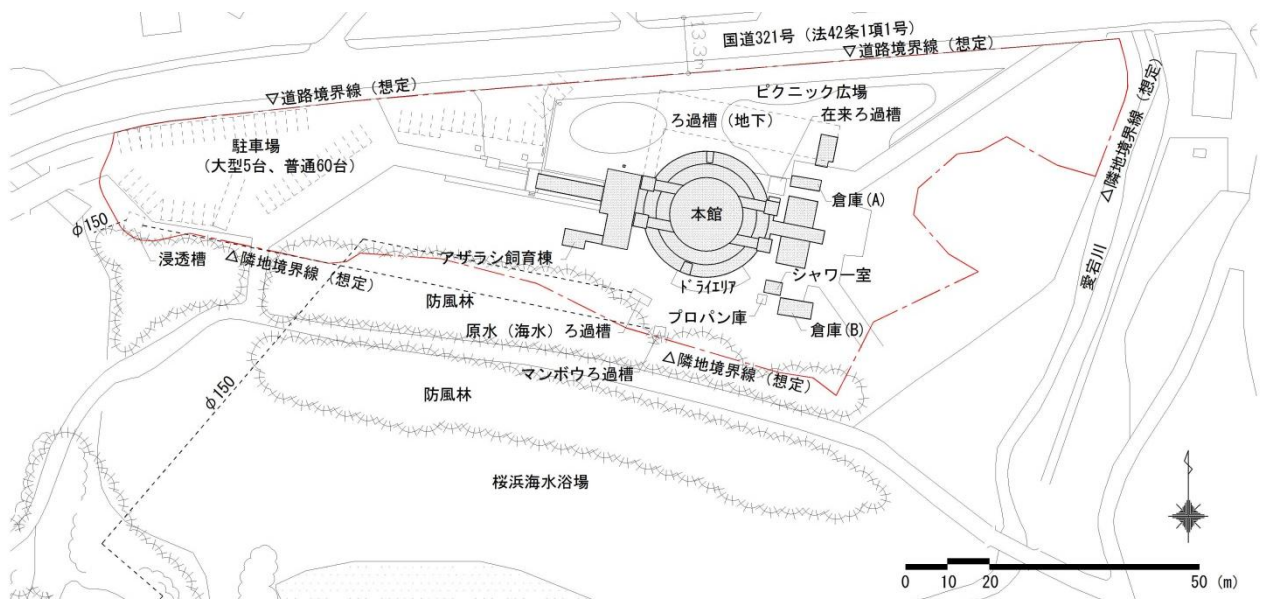 国道321号（法42条1項1号）
13.3m
▽道路境界線（想定）
▽道路境界線（想定）
ピクニック広場
ろ過槽（地下）
在来ろ過槽
駐車場
（大型5台、普通60台）
倉庫(A)
本館
△隣地境界線（想定）
愛宕川
φ150
浸透槽
△隣地境界線（想定）
アザラシ飼育棟
ドライエリア
シャワー室
防風林
プロパン庫
原水（海水）ろ過槽
倉庫(B)
△隣地境界線（想定）
マンボウろ過槽
φ150
防風林
桜浜海水浴場
0 10 20 50 (m)